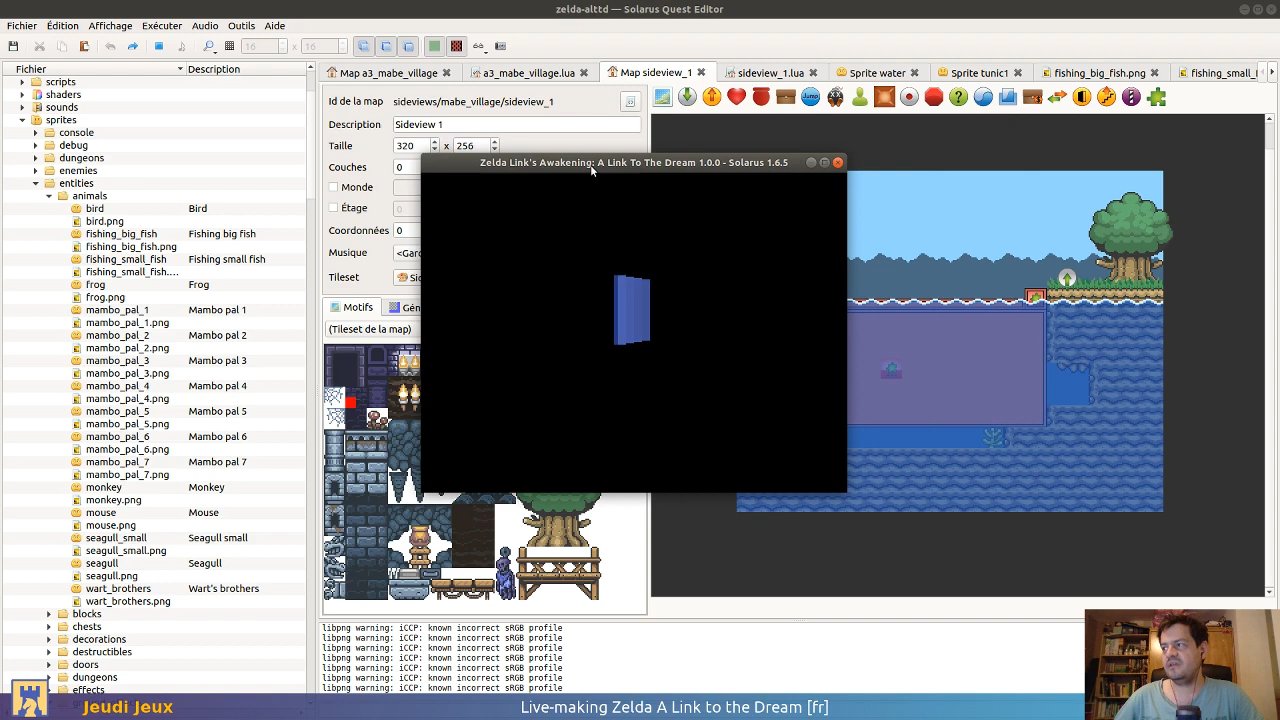 zelda-alttd — Solarus Quest Editor
Fichier Édition Affichage Exécuter Audio Outils Aide
16 x 16
Fichier Description
Map a3_mabe_village a3_mabe_village.lua Map sideview_1 sideview_1.lua Sprite water Sprite tunic1 fishing_big_fish.png fishing_small_f
scripts
shaders
sounds
sprites
console
debug
dungeons
enemies
entities
animals
bird Bird
bird.png
fishing_big_fish Fishing big fish
fishing_big_fish.png
fishing_small_fish Fishing small fish
fishing_small_fish....
frog Frog
frog.png
mambo_pal_1 Mambo pal 1
mambo_pal_1.png
mambo_pal_2 Mambo pal 2
mambo_pal_2.png
mambo_pal_3 Mambo pal 3
mambo_pal_3.png
mambo_pal_4 Mambo pal 4
mambo_pal_4.png
mambo_pal_5 Mambo pal 5
mambo_pal_5.png
mambo_pal_6 Mambo pal 6
mambo_pal_6.png
mambo_pal_7 Mambo pal 7
mambo_pal_7.png
monkey Monkey
monkey.png
mouse Mouse
mouse.png
seagull_small Seagull small
seagull_small.png
seagull Seagull
seagull.png
wart_brothers Wart's brothers
wart_brothers.png
blocks
chests
decorations
destructibles
doors
dungeons
effects
Id de la map sideviews/mabe_village/sideview_1
Description Sideview 1
Taille 320 x 256
Couches 0
Monde
Étage 0
Coordonnées 0
Musique <Gar
Tileset Sid
Motifs Gén
(Tileset de la map)
Jump
Zelda Link's Awakening: A Link To The Dream 1.0.0 - Solarus 1.6.5
libpng warning: iCCP: known incorrect sRGB profile
libpng warning: iCCP: known incorrect sRGB profile
libpng warning: iCCP: known incorrect sRGB profile
libpng warning: iCCP: known incorrect sRGB profile
libpng warning: iCCP: known incorrect sRGB profile
libpng warning: iCCP: known incorrect sRGB profile
libpng warning: iCCP: known incorrect sRGB profile
Jeudi Jeux
Live-making Zelda A Link to the Dream [fr]